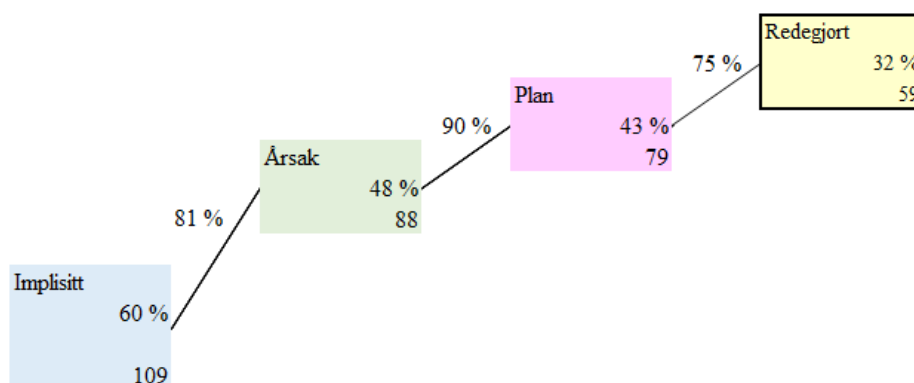 Redegjort
75 %
32 %
59
Plan
90 %
43 %
79
Årsak
81 %
48 %
88
Implisitt
60 %
109